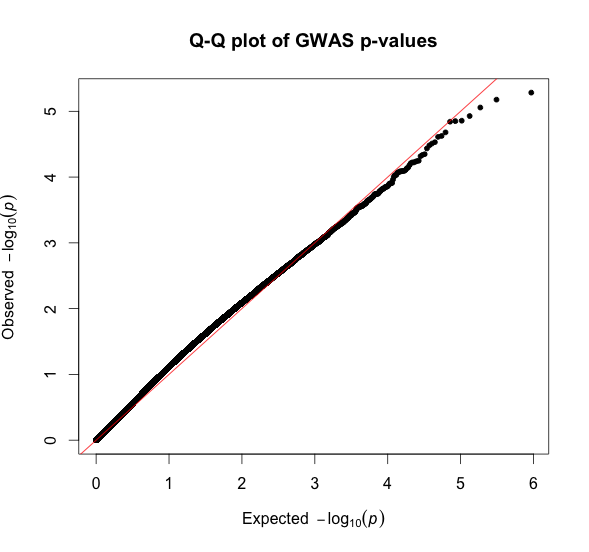 Q-Q plot of GWAS p-values
5
4
3
2
1
0
Observed −log10(p)
0 1 2 3 4 5 6
Expected −log10(p)